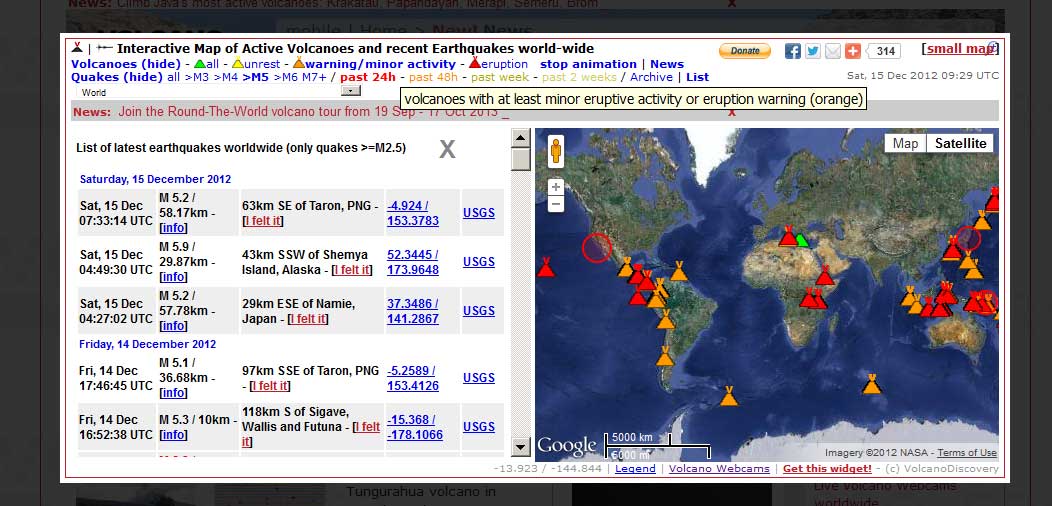 News: Climb Java's most active volcanoes: Krakatau, Papandayan, Merapi, Semeru, Brom X
mobile | Home > New! News
| Interactive Map of Active Volcanoes and recent Earthquakes world-wide
Donate 314 [small map]
Volcanoes (hide) - all - unrest - warning/minor activity - eruption stop animation | News
Quakes (hide) all >M3 >M4 >M5 >M6 M7+ / past 24h - past 48h - past week - past 2 weeks / Archive | List
Sat, 15 Dec 2012 09:29 UTC
World
volcanoes with at least minor eruptive activity or eruption warning (orange)
News: Join the Round-The-World volcano tour from 19 Sep - 17 Oct 2013 _ X
List of latest earthquakes worldwide (only quakes >=M2.5) X
Saturday, 15 December 2012
Sat, 15 Dec 07:33:14 UTC M 5.2 / 58.17km - [info] 63km SE of Taron, PNG - [I felt it] -4.924 / 153.3783 USGS
Sat, 15 Dec 04:49:30 UTC M 5.9 / 29.87km - [info] 43km SSW of Shemya Island, Alaska - [I felt it] 52.3445 / 173.9648 USGS
Sat, 15 Dec 04:27:02 UTC M 5.2 / 57.78km - [info] 29km ESE of Namie, Japan - [I felt it] 37.3486 / 141.2867 USGS
Friday, 14 December 2012
Fri, 14 Dec 17:46:45 UTC M 5.1 / 36.68km - [info] 97km SSE of Taron, PNG - [I felt it] -5.2589 / 153.4126 USGS
Fri, 14 Dec 16:52:38 UTC M 5.3 / 10km - [info] 118km S of Sigave, Wallis and Futuna - [I felt it] -15.368 / -178.1066 USGS
Map Satellite
+
−
Google
5000 km
5000 mi
Imagery ©2012 NASA - Terms of Use
-13.923 / -144.844 | Legend | Volcano Webcams | Get this widget! - (c) VolcanoDiscovery
Tungurahua volcano in
Live Volcano Webcams
worldwide